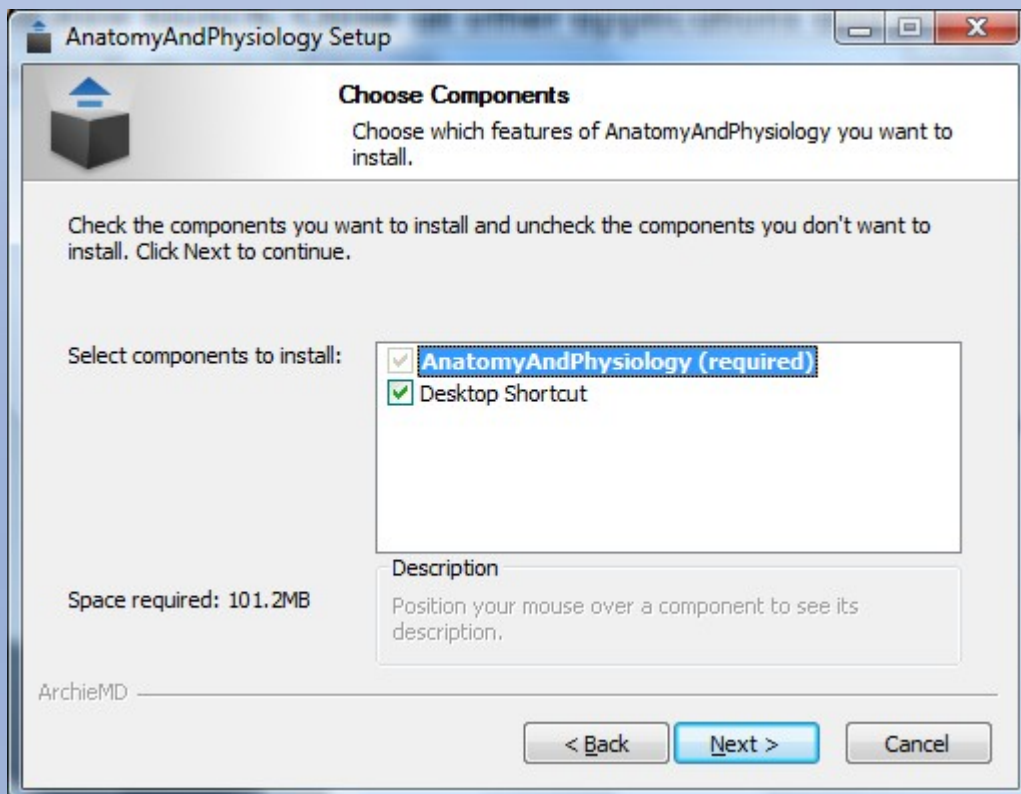 AnatomyAndPhysiology Setup
Choose Components
Choose which features of AnatomyAndPhysiology you want to
install.
Check the components you want to install and uncheck the components you don't want to
install. Click Next to continue.
Select components to install:
AnatomyAndPhysiology (required)
Desktop Shortcut
Space required: 101.2MB
Description
Position your mouse over a component to see its
description.
ArchieMD
< Back
Next >
Cancel